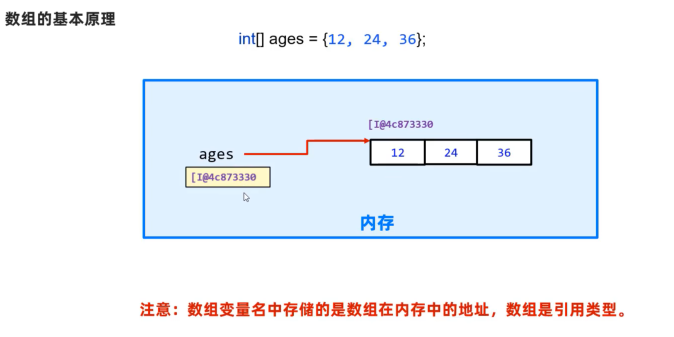 数组的基本原理
int[] ages = {12, 24, 36};
[I@4c873330
ages
12 24 36
[I@4c873330
内存
注意：数组变量名中存储的是数组在内存中的地址，数组是引用类型。